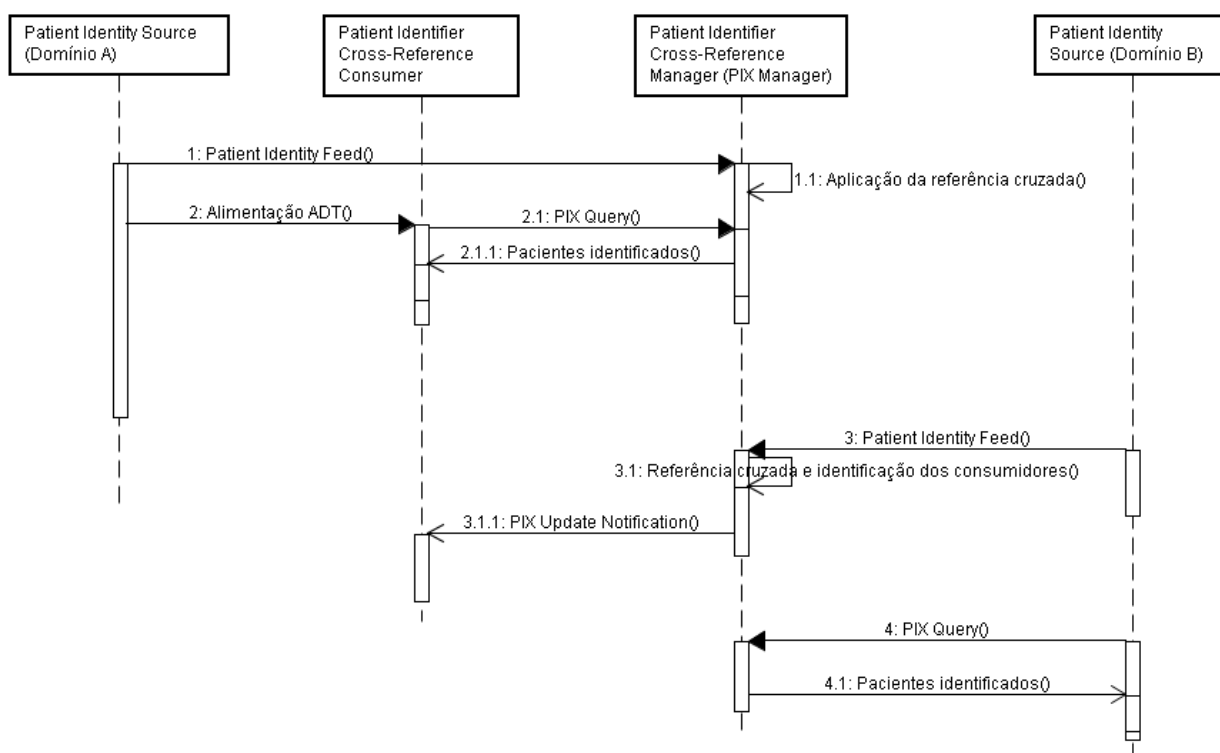 Patient Identity Source
(Domínio A)
Patient Identifier
Cross-Reference
Consumer
Patient Identifier
Cross-Reference
Manager (PIX Manager)
Patient Identity
Source (Domínio B)
1: Patient Identity Feed()
1.1: Aplicação da referência cruzada()
2: Alimentação ADT()
2.1: PIX Query()
2.1.1: Pacientes identificados()
3: Patient Identity Feed()
3.1: Referência cruzada e identificação dos consumidores()
3.1.1: PIX Update Notification()
4: PIX Query()
4.1: Pacientes identificados()